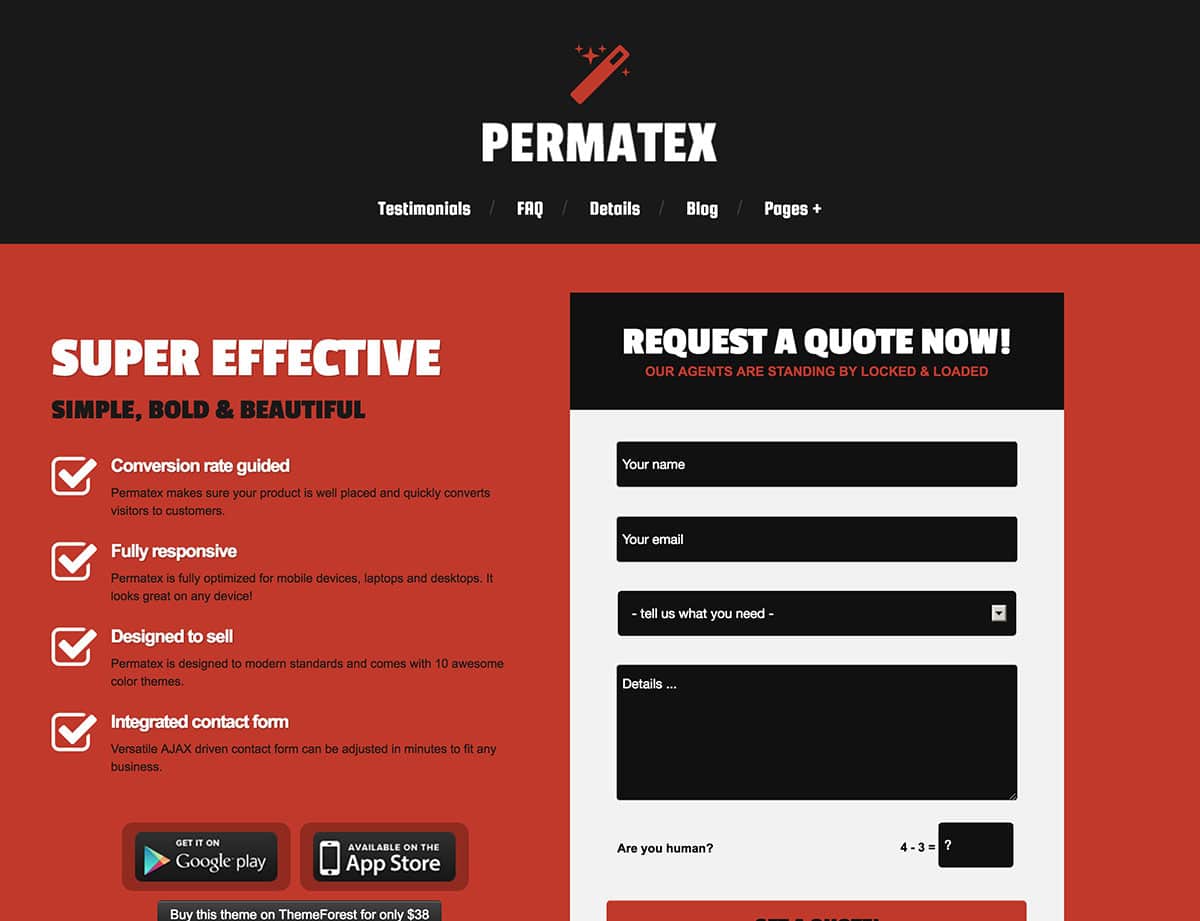 PERMATEX
Testimonials / FAQ / Details / Blog / Pages +
SUPER EFFECTIVE
SIMPLE, BOLD & BEAUTIFUL
Conversion rate guided
Permatex makes sure your product is well placed and quickly converts
visitors to customers.
Fully responsive
Permatex is fully optimized for mobile devices, laptops and desktops. It
looks great on any device!
Designed to sell
Permatex is designed to modern standards and comes with 10 awesome
color themes.
Integrated contact form
Versatile AJAX driven contact form can be adjusted in minutes to fit any
business.
GET IT ON
Google play
AVAILABLE ON THE
App Store
Buy this theme on ThemeForest for only $38
REQUEST A QUOTE NOW!
OUR AGENTS ARE STANDING BY LOCKED & LOADED
Your name
Your email
- tell us what you need -
Details ...
Are you human? 4 - 3 = ?
GET A QUOTE!